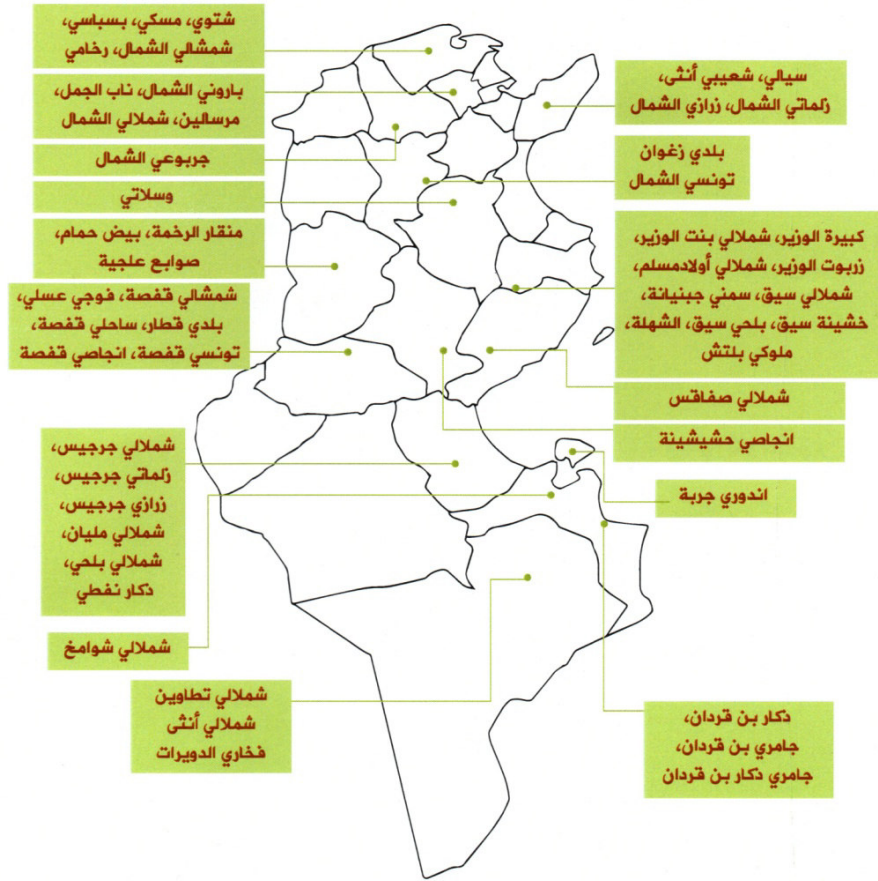 شتوي، مسكي، بسباسي،
شمشالي الشمال، رخامي
باروني الشمال، ناب الجمل،
مرسالين، شملالي الشمال
جربوعي الشمال
وسلاتي
منقار الرخمة، بيض حمام،
صوابع علجية
شمشالي قفصة، فوجي عسلي،
بلدي قطار، ساحلي قفصة،
تونسي قفصة، انجاصي قفصة
شملالي جرجيس،
زلماتي جرجيس،
زرازي جرجيس،
شملالي مليان،
شملالي بلحي،
ذكار نفطي
شملالي شوامخ
شملالي تطاوين
شملالي أنثى
فخاري الدويرات
سيالي، شعيبي أنثى،
زلماتي الشمال، زرازي الشمال
بلدي زغوان
تونسي الشمال
كبيرة الوزير، شملالي بنت الوزير،
زربوت الوزير، شملالي أولادمسلم،
شملالي سيق، سمني جبنيانة،
خشينة سيق، بلحي سيق، الشهلة،
ملوكي بلتش
شملالي صفاقس
انجاصي حشيشينة
اندوري جربة
ذكار بن قردان،
جامري بن قردان،
جامري ذكار بن قردان